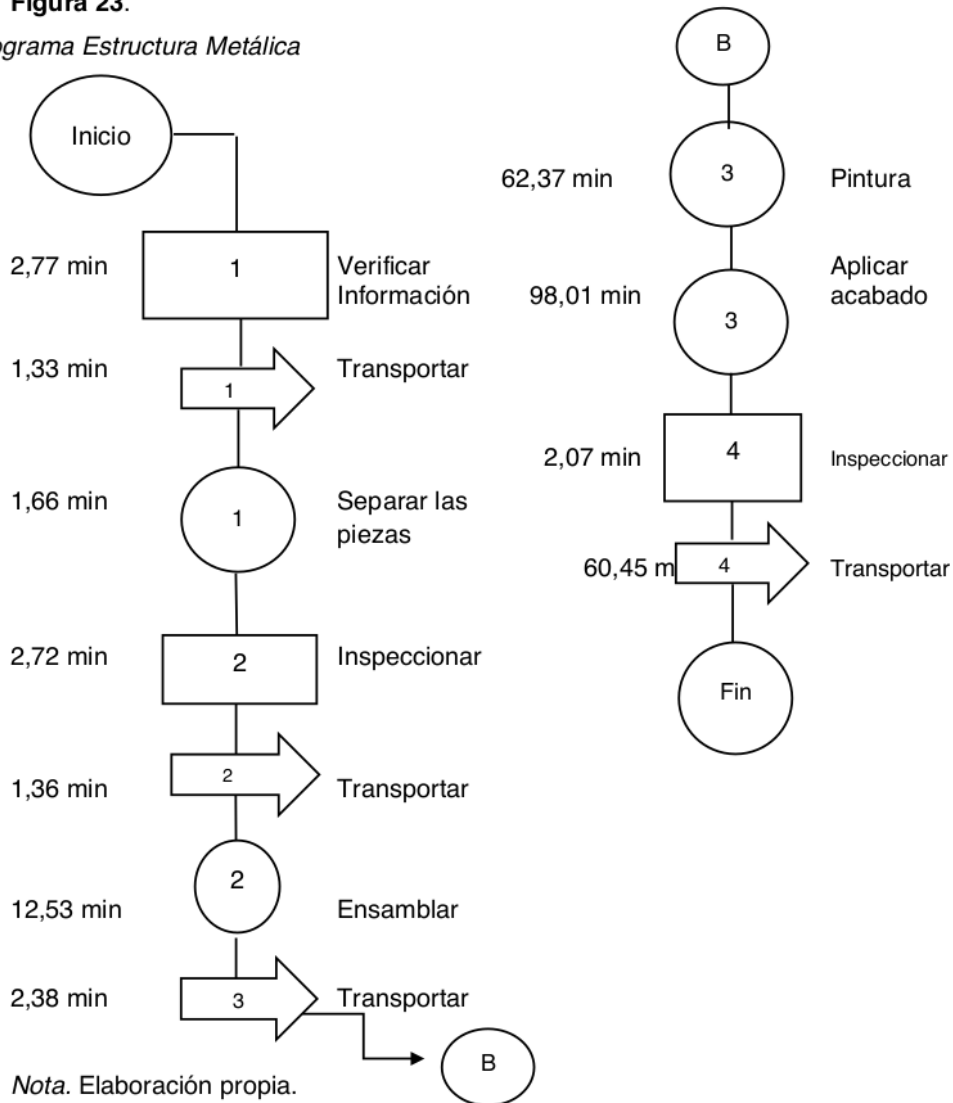 Figura 23.
ograma Estructura Metálica
Inicio
2,77 min
1
Verificar
Información
1,33 min
1
Transportar
1,66 min
1
Separar las
piezas
2,72 min
2
Inspeccionar
1,36 min
2
Transportar
12,53 min
2
Ensamblar
2,38 min
3
Transportar
B
Nota. Elaboración propia.
B
62,37 min
3
Pintura
98,01 min
3
Aplicar
acabado
2,07 min
4
Inspeccionar
60,45 m
4
Transportar
Fin